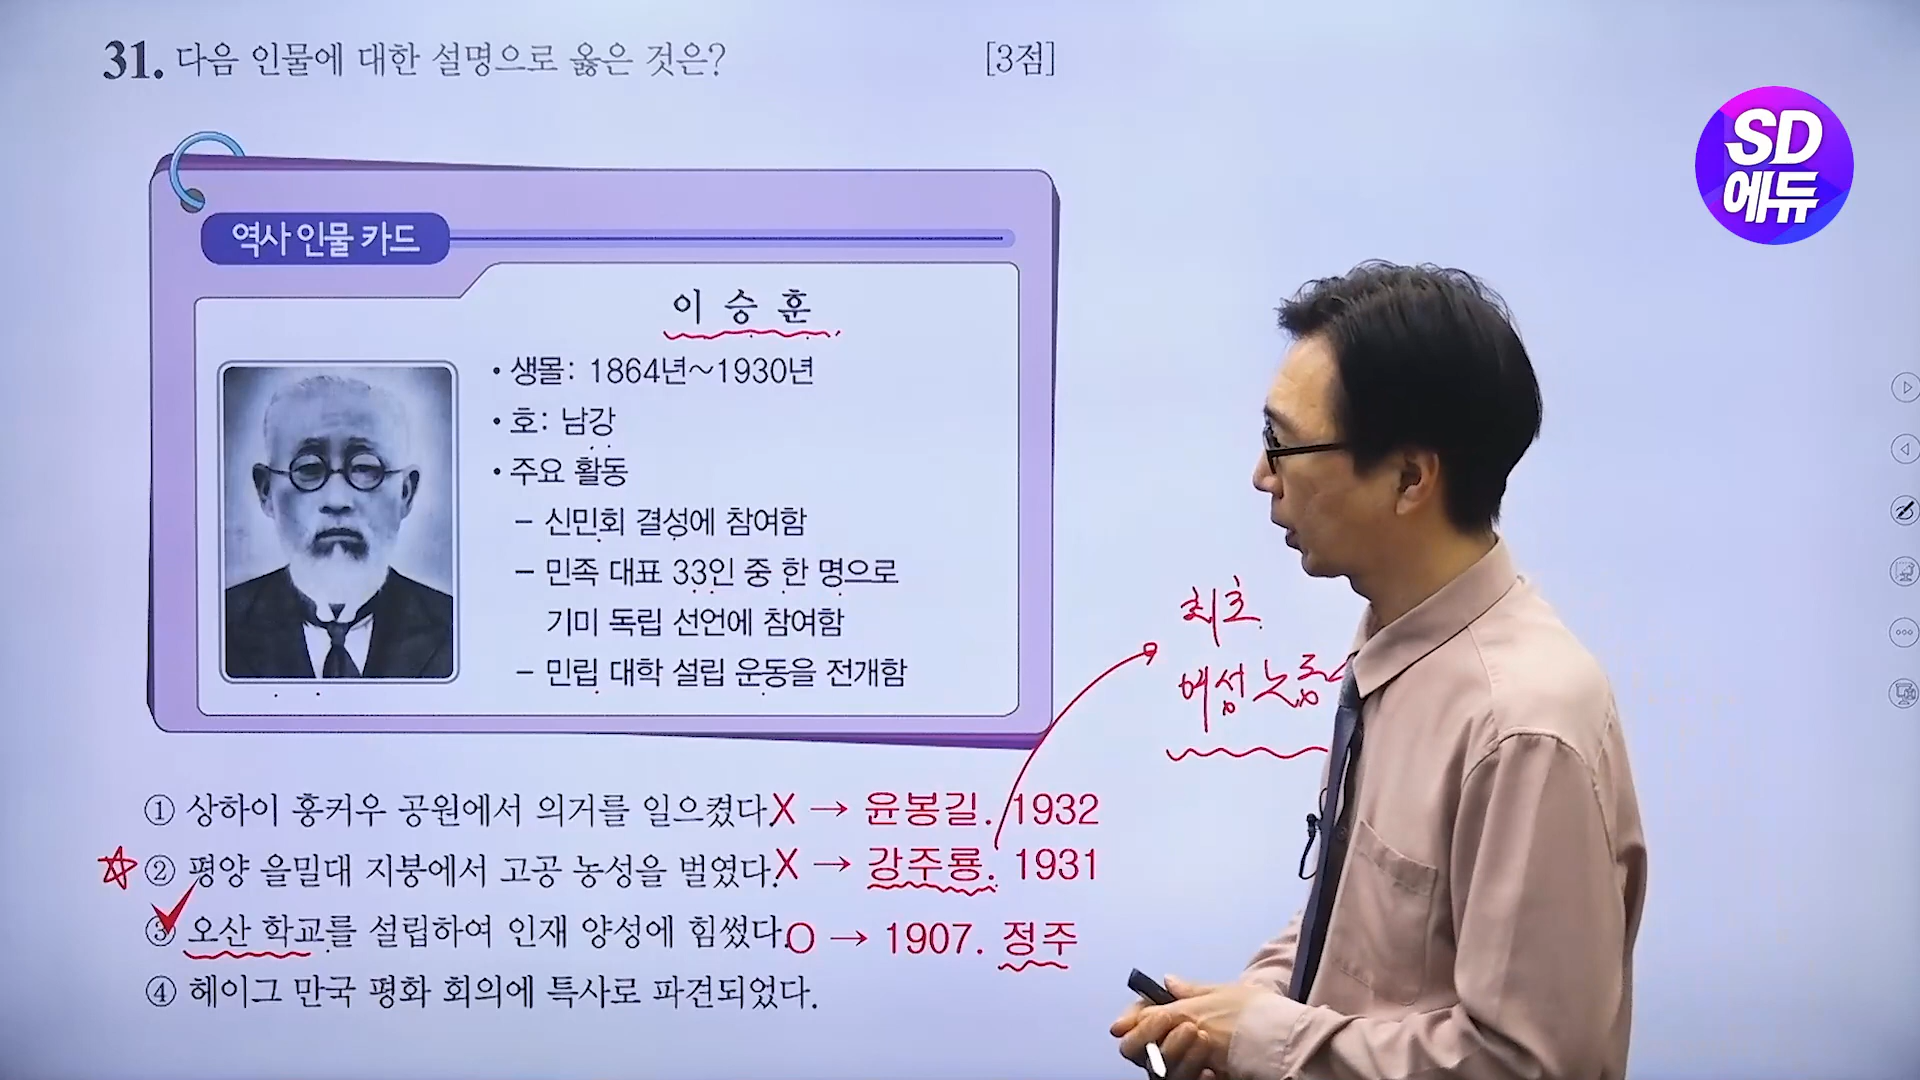 31. 다음 인물에 대한 설명으로 옳은 것은? [3점]
SD
에듀
역사 인물 카드
이 승 훈
• 생몰: 1864년~1930년
• 호: 남강
• 주요 활동
– 신민회 결성에 참여함
– 민족 대표 33인 중 한 명으로
기미 독립 선언에 참여함
– 민립 대학 설립 운동을 전개함
최초
여성 노동
① 상하이 훙커우 공원에서 의거를 일으켰다. X → 윤봉길. 1932
② 평양 을밀대 지붕에서 고공 농성을 벌였다. X → 강주룡. 1931
③ 오산 학교를 설립하여 인재 양성에 힘썼다. O → 1907. 정주
④ 헤이그 만국 평화 회의에 특사로 파견되었다.